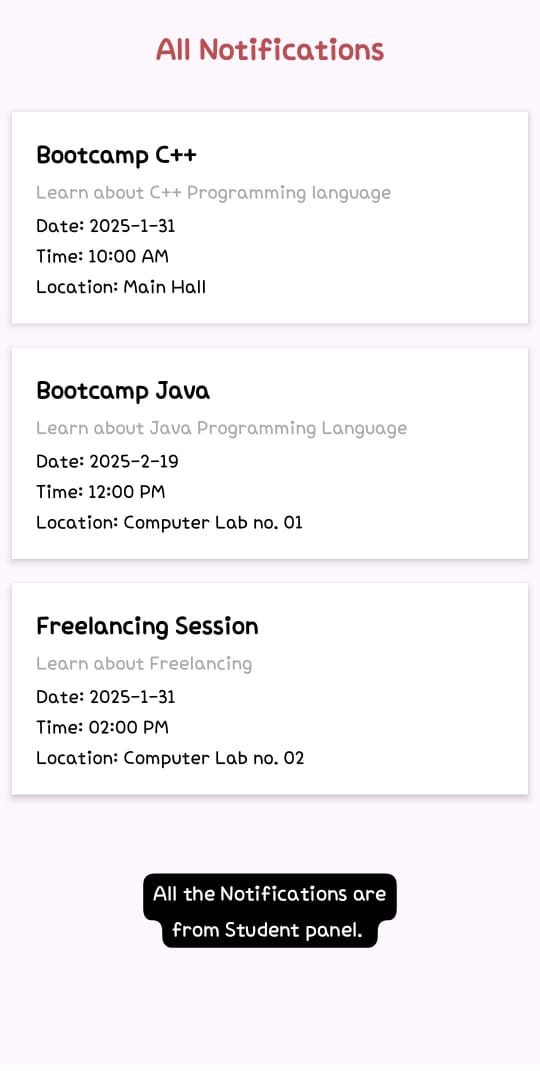 All Notifications
Bootcamp C++
Learn about C++ Programming language
Date: 2025-1-31
Time: 10:00 AM
Location: Main Hall
Bootcamp Java
Learn about Java Programming Language
Date: 2025-2-19
Time: 12:00 PM
Location: Computer Lab no. 01
Freelancing Session
Learn about Freelancing
Date: 2025-1-31
Time: 02:00 PM
Location: Computer Lab no. 02
All the Notifications are
from Student panel.